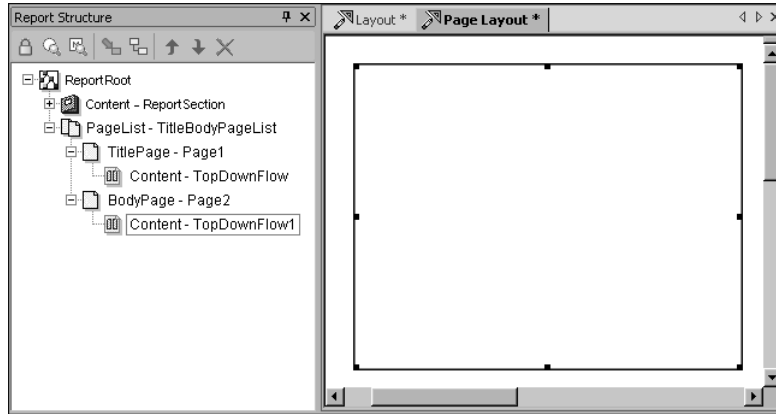 Report Structure
ReportRoot
Content - ReportSection
PageList - TitleBodyPageList
TitlePage - Page1
Content - TopDownFlow
BodyPage - Page2
Content - TopDownFlow1
Layout * Page Layout *